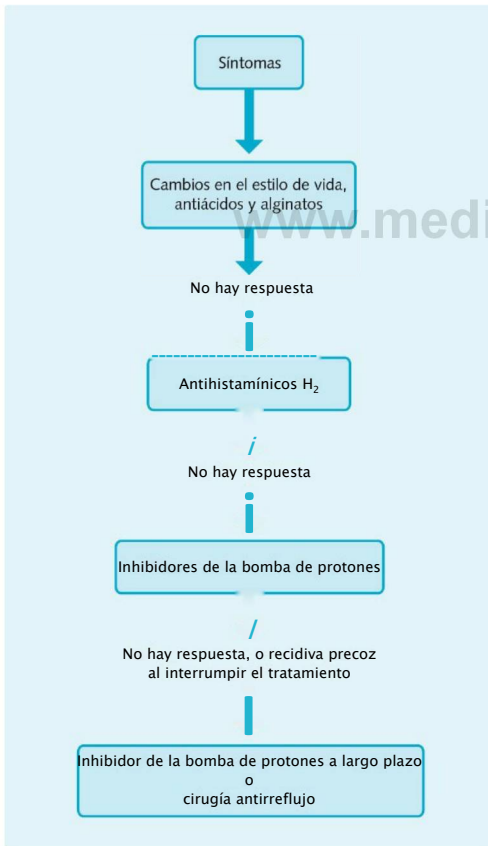 Síntomas
Cambios en el estilo de vida,
antiácidos y alginatos
www.medi
No hay respuesta
i
Antihistamínicos H₂
i
No hay respuesta
i
Inhibidores de la bomba de protones
/
No hay respuesta, o recidiva precoz
al interrumpir el tratamiento
Inhibidor de la bomba de protones a largo plazo
o
cirugía antirreflujo